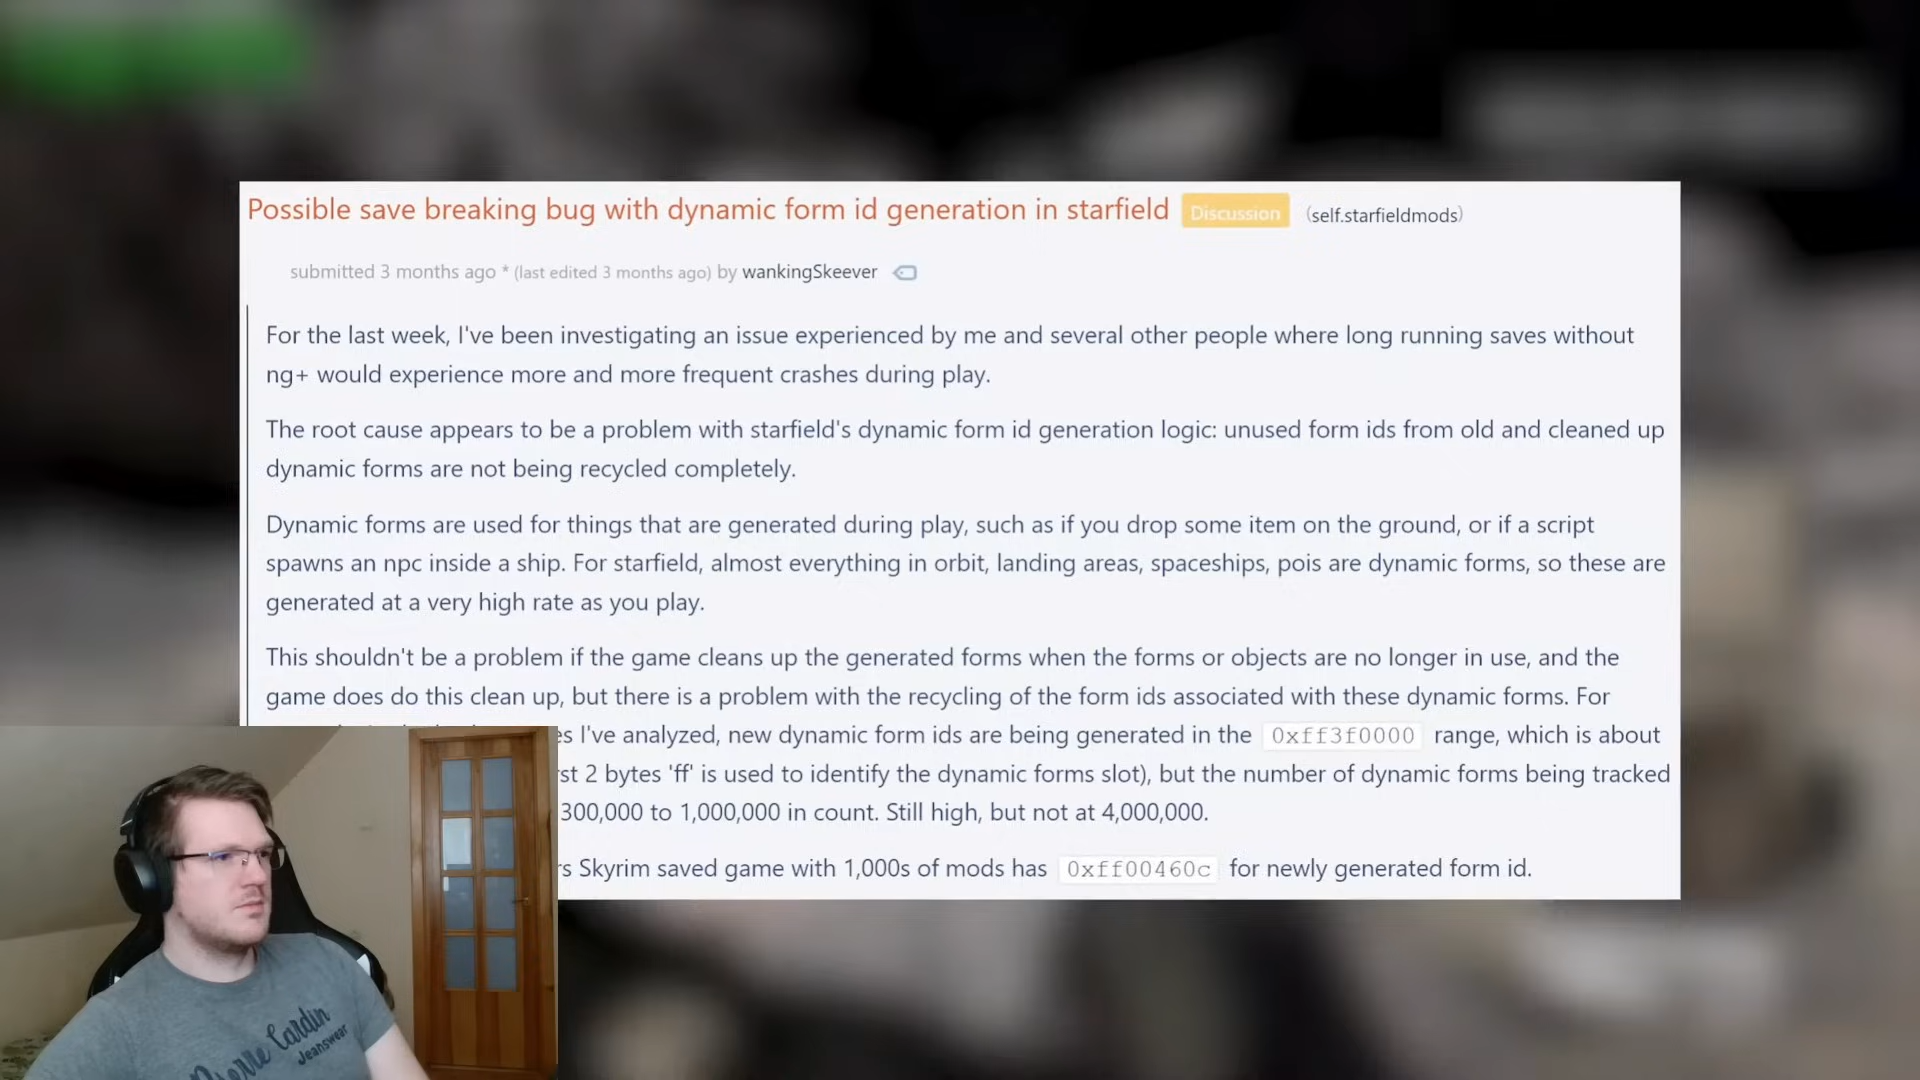 Possible save breaking bug with dynamic form id generation in starfield Discussion (self.starfieldmods)
submitted 3 months ago * (last edited 3 months ago) by wankingSkeever
For the last week, I've been investigating an issue experienced by me and several other people where long running saves without
ng+ would experience more and more frequent crashes during play.
The root cause appears to be a problem with starfield's dynamic form id generation logic: unused form ids from old and cleaned up
dynamic forms are not being recycled completely.
Dynamic forms are used for things that are generated during play, such as if you drop some item on the ground, or if a script
spawns an npc inside a ship. For starfield, almost everything in orbit, landing areas, spaceships, pois are dynamic forms, so these are
generated at a very high rate as you play.
This shouldn't be a problem if the game cleans up the generated forms when the forms or objects are no longer in use, and the
game does do this clean up, but there is a problem with the recycling of the form ids associated with these dynamic forms. For
I've analyzed, new dynamic form ids are being generated in the 0xff3f0000 range, which is about
2 bytes 'ff' is used to identify the dynamic forms slot), but the number of dynamic forms being tracked
300,000 to 1,000,000 in count. Still high, but not at 4,000,000.
Skyrim saved game with 1,000s of mods has 0xff00460c for newly generated form id.
Pierre Cardin
Jeanswear